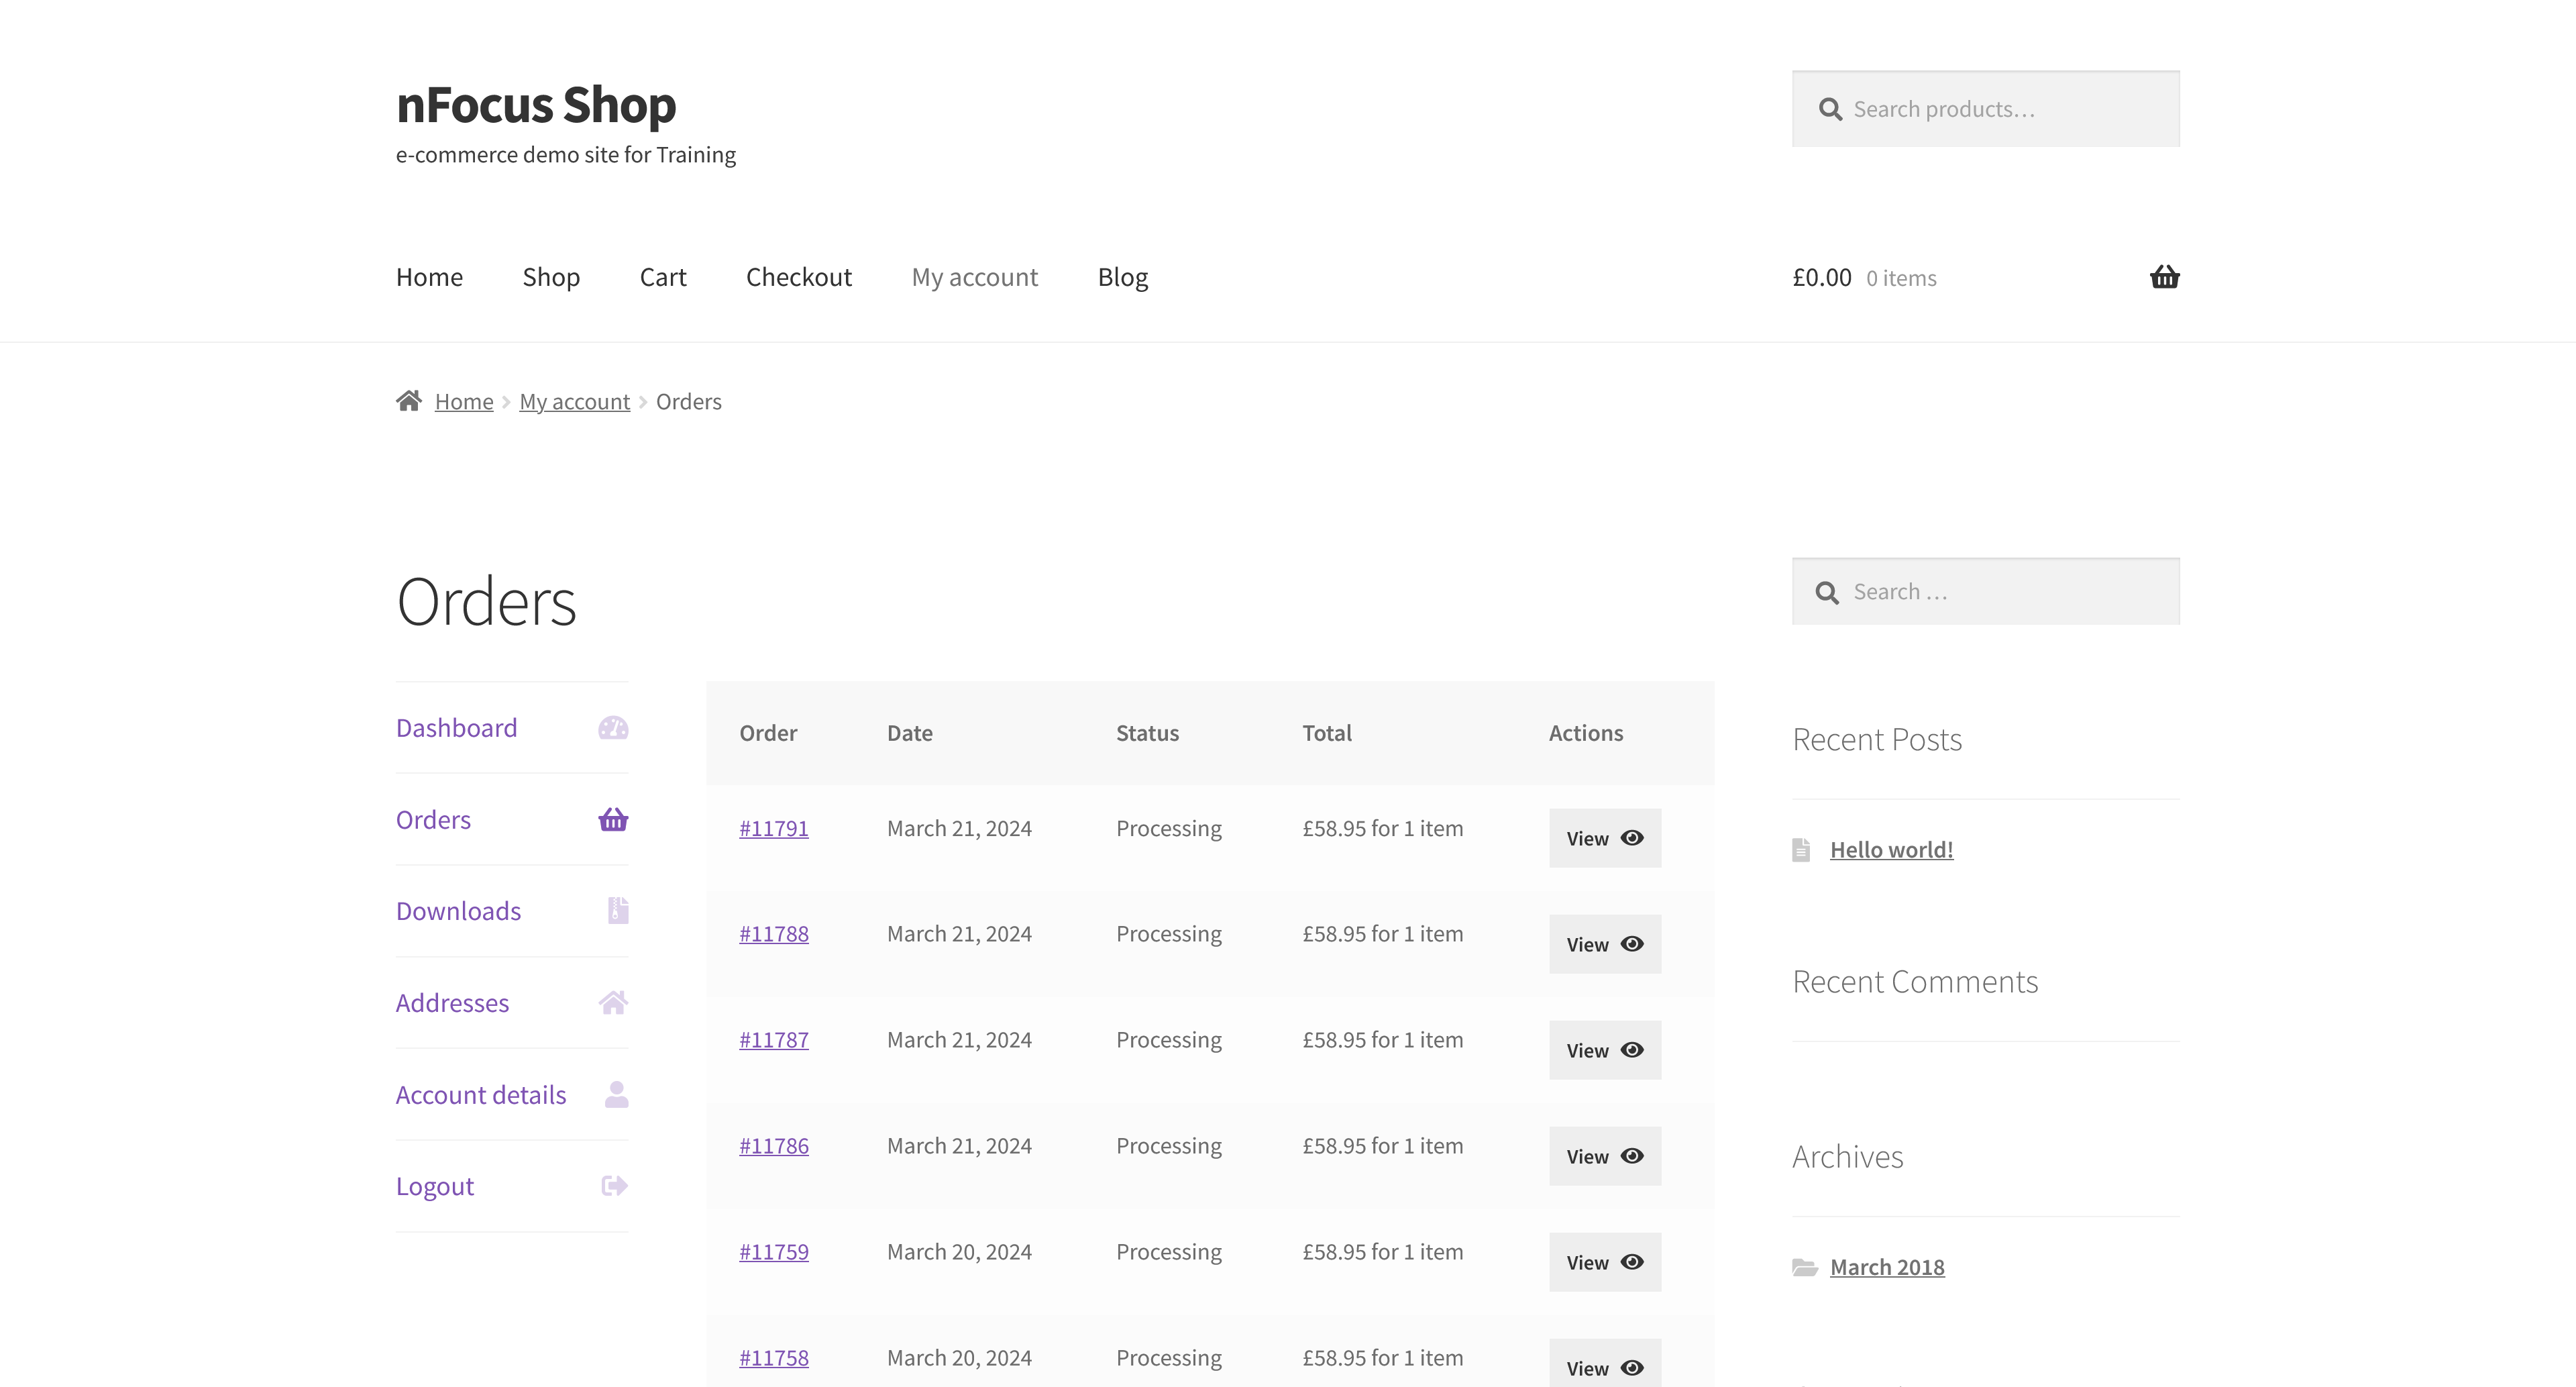 nFocus Shop
e-commerce demo site for Training
Search products…
Home Shop Cart Checkout My account Blog
£0.00 0 items
Home My account Orders
Orders
Dashboard
Orders
Downloads
Addresses
Account details
Logout
Order Date Status Total Actions
#11791 March 21, 2024 Processing £58.95 for 1 item View
#11788 March 21, 2024 Processing £58.95 for 1 item View
#11787 March 21, 2024 Processing £58.95 for 1 item View
#11786 March 21, 2024 Processing £58.95 for 1 item View
#11759 March 20, 2024 Processing £58.95 for 1 item View
#11758 March 20, 2024 Processing £58.95 for 1 item View
Search …
Recent Posts
Hello world!
Recent Comments
Archives
March 2018